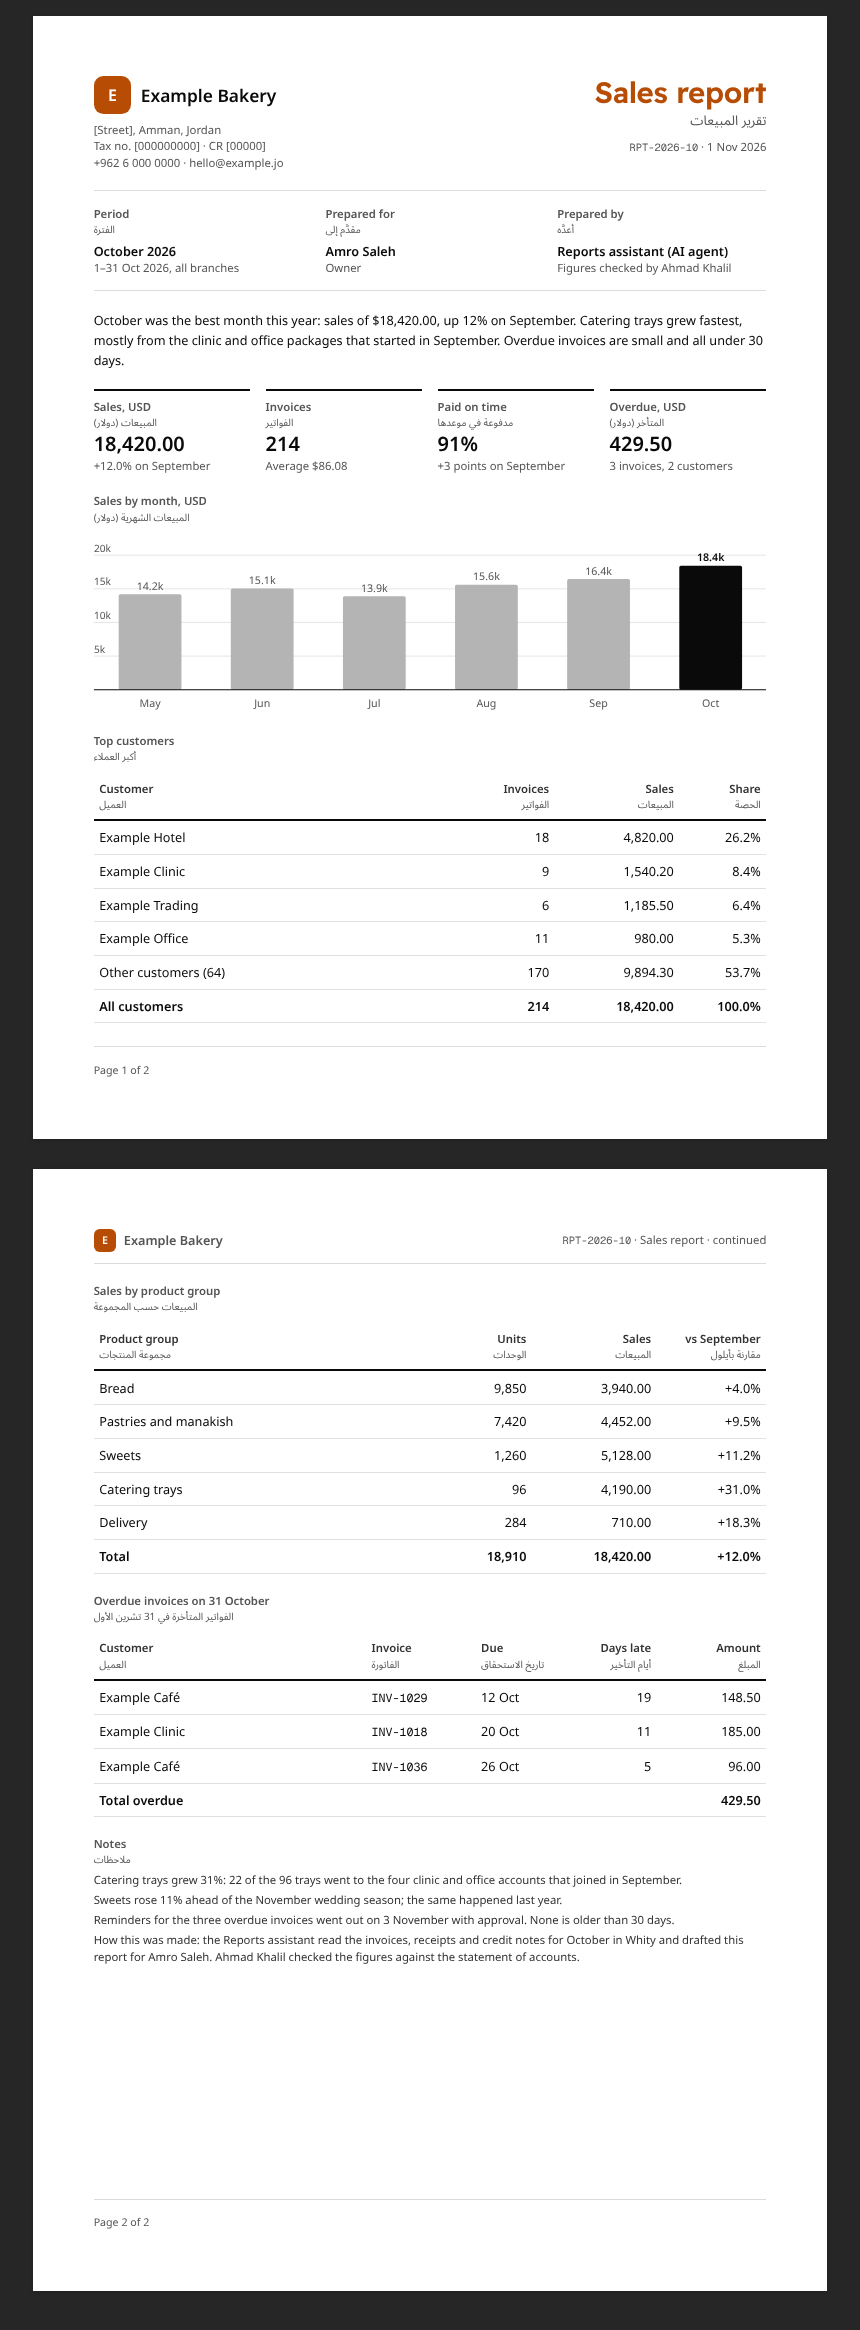 E
Example Bakery
[Street], Amman, Jordan
Tax no. [000000000] · CR [00000]
+962 6 000 0000 · hello@example.jo
Sales report
تقرير المبيعات
RPT-2026-10 · 1 Nov 2026
Period
الفترة
October 2026
1–31 Oct 2026, all branches
Prepared for
مقدَّم إلى
Amro Saleh
Owner
Prepared by
أعدَّه
Reports assistant (AI agent)
Figures checked by Ahmad Khalil
October was the best month this year: sales of $18,420.00, up 12% on September. Catering trays grew fastest,
mostly from the clinic and office packages that started in September. Overdue invoices are small and all under 30
days.
Sales, USD
المبيعات (دولار)
18,420.00
+12.0% on September
Invoices
الفواتير
214
Average $86.08
Paid on time
مدفوعة في موعدها
91%
+3 points on September
Overdue, USD
المتأخر (دولار)
429.50
3 invoices, 2 customers
Sales by month, USD
المبيعات الشهرية (دولار)
20k
15k
10k
5k
14.2k
15.1k
13.9k
15.6k
16.4k
18.4k
May Jun Jul Aug Sep Oct
Top customers
أكبر العملاء
Customer Invoices Sales Share
العميل الفواتير المبيعات الحصة
Example Hotel 18 4,820.00 26.2%
Example Clinic 9 1,540.20 8.4%
Example Trading 6 1,185.50 6.4%
Example Office 11 980.00 5.3%
Other customers (64) 170 9,894.30 53.7%
All customers 214 18,420.00 100.0%
Page 1 of 2
E
Example Bakery
RPT-2026-10 · Sales report · continued
Sales by product group
المبيعات حسب المجموعة
Product group Units Sales vs September
مجموعة المنتجات الوحدات المبيعات مقارنة بأيلول
Bread 9,850 3,940.00 +4.0%
Pastries and manakish 7,420 4,452.00 +9.5%
Sweets 1,260 5,128.00 +11.2%
Catering trays 96 4,190.00 +31.0%
Delivery 284 710.00 +18.3%
Total 18,910 18,420.00 +12.0%
Overdue invoices on 31 October
الفواتير المتأخرة في 31 تشرين الأول
Customer Invoice Due Days late Amount
العميل الفاتورة تاريخ الاستحقاق أيام التأخير المبلغ
Example Café INV-1029 12 Oct 19 148.50
Example Clinic INV-1018 20 Oct 11 185.00
Example Café INV-1036 26 Oct 5 96.00
Total overdue 429.50
Notes
ملاحظات
Catering trays grew 31%: 22 of the 96 trays went to the four clinic and office accounts that joined in September.
Sweets rose 11% ahead of the November wedding season; the same happened last year.
Reminders for the three overdue invoices went out on 3 November with approval. None is older than 30 days.
How this was made: the Reports assistant read the invoices, receipts and credit notes for October in Whity and drafted this
report for Amro Saleh. Ahmad Khalil checked the figures against the statement of accounts.
Page 2 of 2